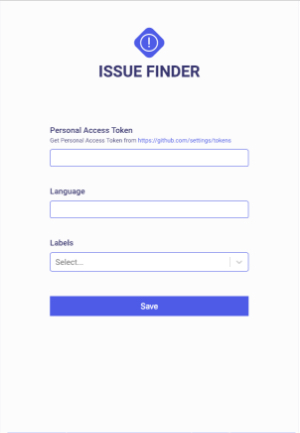 ISSUE FINDER
Personal Access Token
Get Personal Access Token from https://github.com/settings/tokens
Language
Labels
Select...
Save